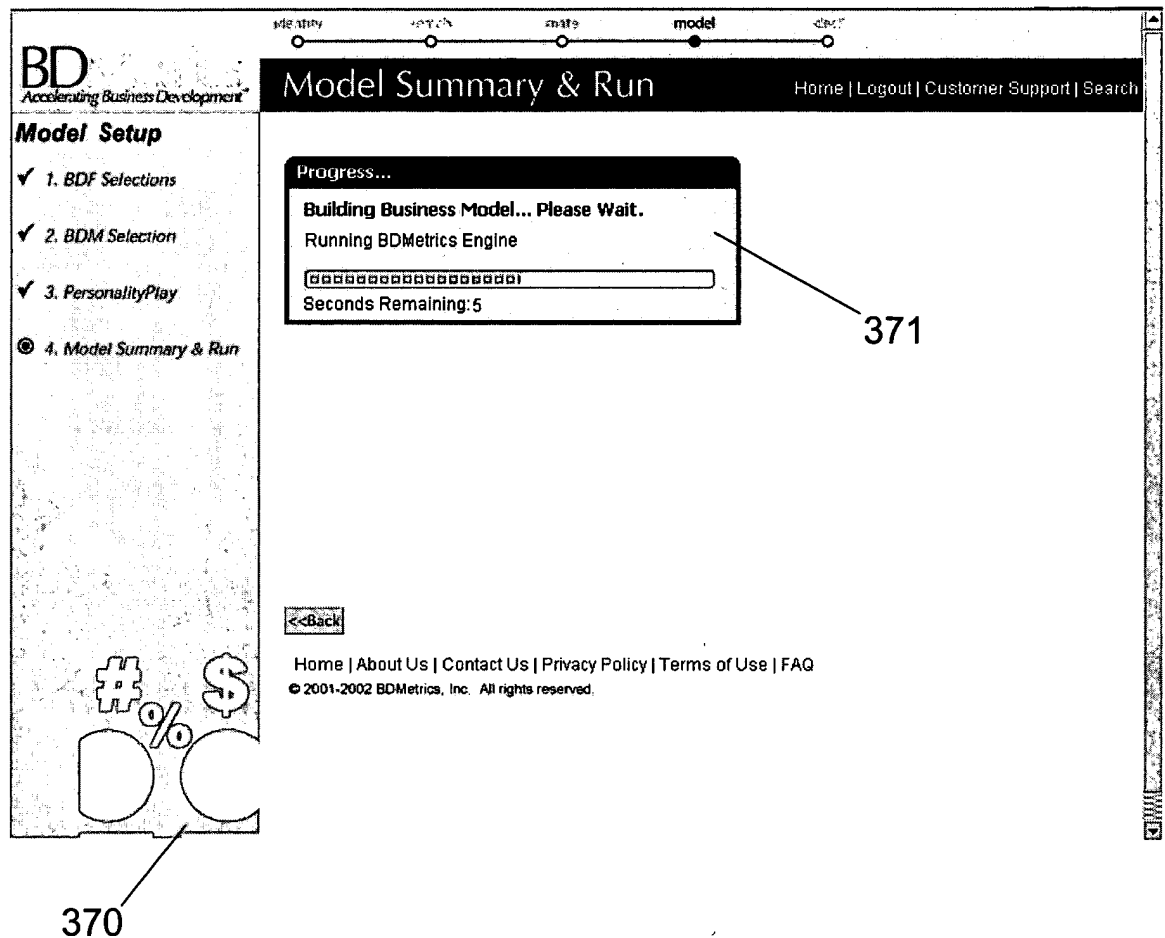 identity search mate model
BD
Accelerating Business Development
Model Summary & Run
Home | Logout | Customer Support | Search
Model Setup
✓ 1. BDF Selections
✓ 2. BDM Selection
✓ 3. PersonalityPlay
4. Model Summary & Run
Progress...
Building Business Model... Please Wait.
Running BDMetrics Engine
Seconds Remaining: 5
371
<<Back
Home | About Us | Contact Us | Privacy Policy | Terms of Use | FAQ
© 2001-2002 BDMetrics, Inc. All rights reserved.
# % $
370